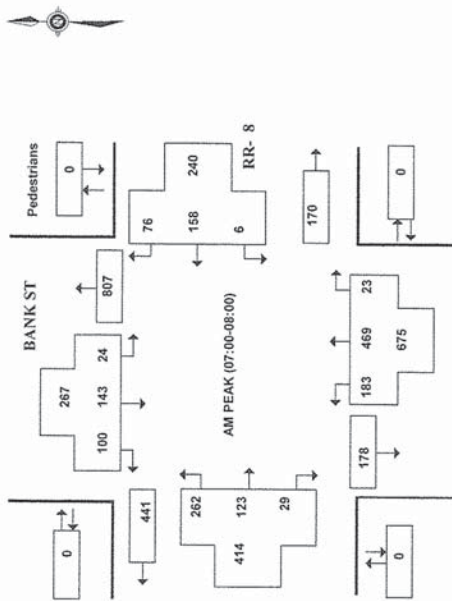 N
Pedestrians
0
BANK ST
0
267
100 143 24
807
76
158
6
240
RR- 8
441
262
123
29
414
AM PEAK (07:00-08:00)
170
178
183 469 23
675
0
0